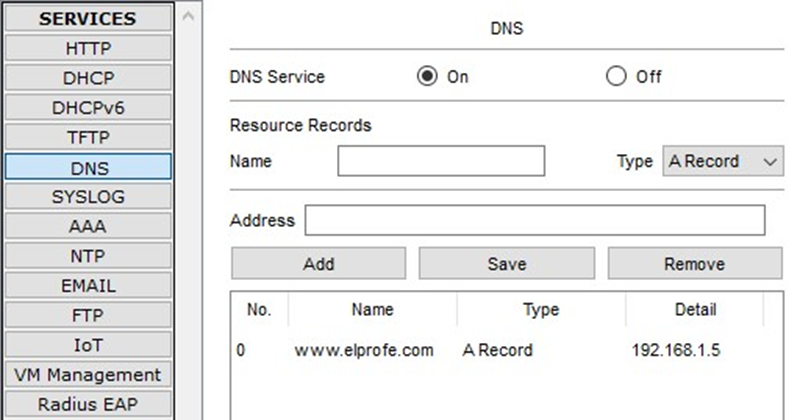 SERVICES
HTTP
DHCP
DHCPv6
TFTP
DNS
SYSLOG
AAA
NTP
EMAIL
FTP
IoT
VM Management
Radius EAP
DNS
DNS Service On Off
Resource Records
Name Type A Record
Address
Add Save Remove
No. Name Type Detail
0 www.elprofe.com A Record 192.168.1.5